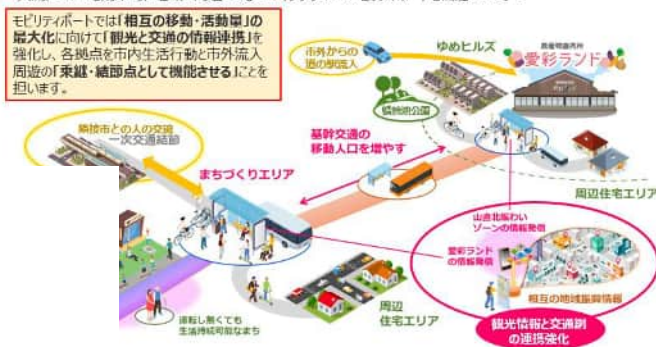 モビリティポートでは「相互の移動・活動量」の
最大化に向けて「観光と交通の情報連携」を
強化し、各拠点を市内生活行動と市外流入
周遊の「乗継・結節点として機能させる」ことを
担います。
市外からの
道の駅流入
ゆめヒルズ
農産物直売所
愛彩ランド
隣接市との人の交流
一次交通結節
基幹交通の
移動人口を増やす
まちづくりエリア
周辺住宅エリア
山直北賑わい
ゾーンの情報発信
愛彩ランド
の情報発信
相互の地域振興情報
運転し無くても
生活持続可能なまち
周辺
住宅エリア
観光情報と交通網
の連携強化